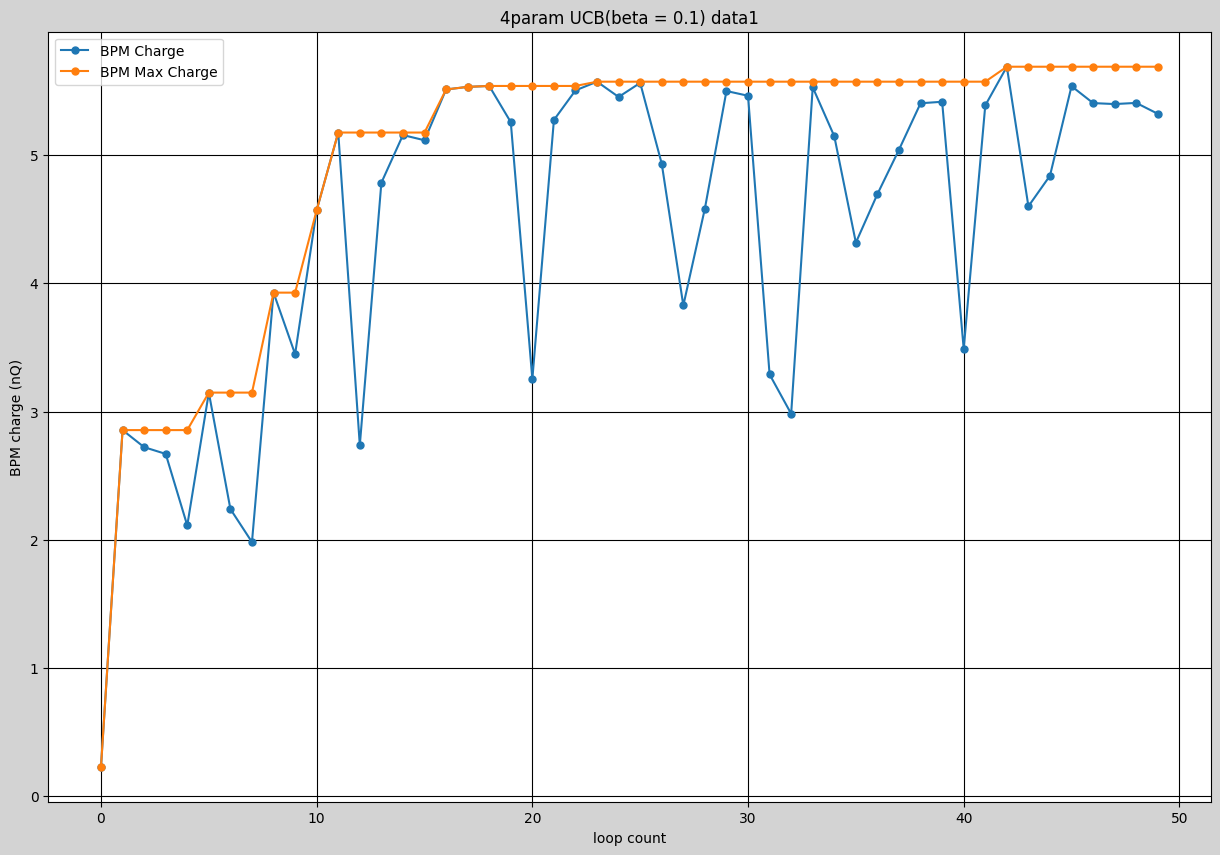 4param UCB(beta = 0.1) data1
BPM Charge
BPM Max Charge
BPM charge (nQ)
5
4
3
2
1
0
0 10 20 30 40 50
loop count